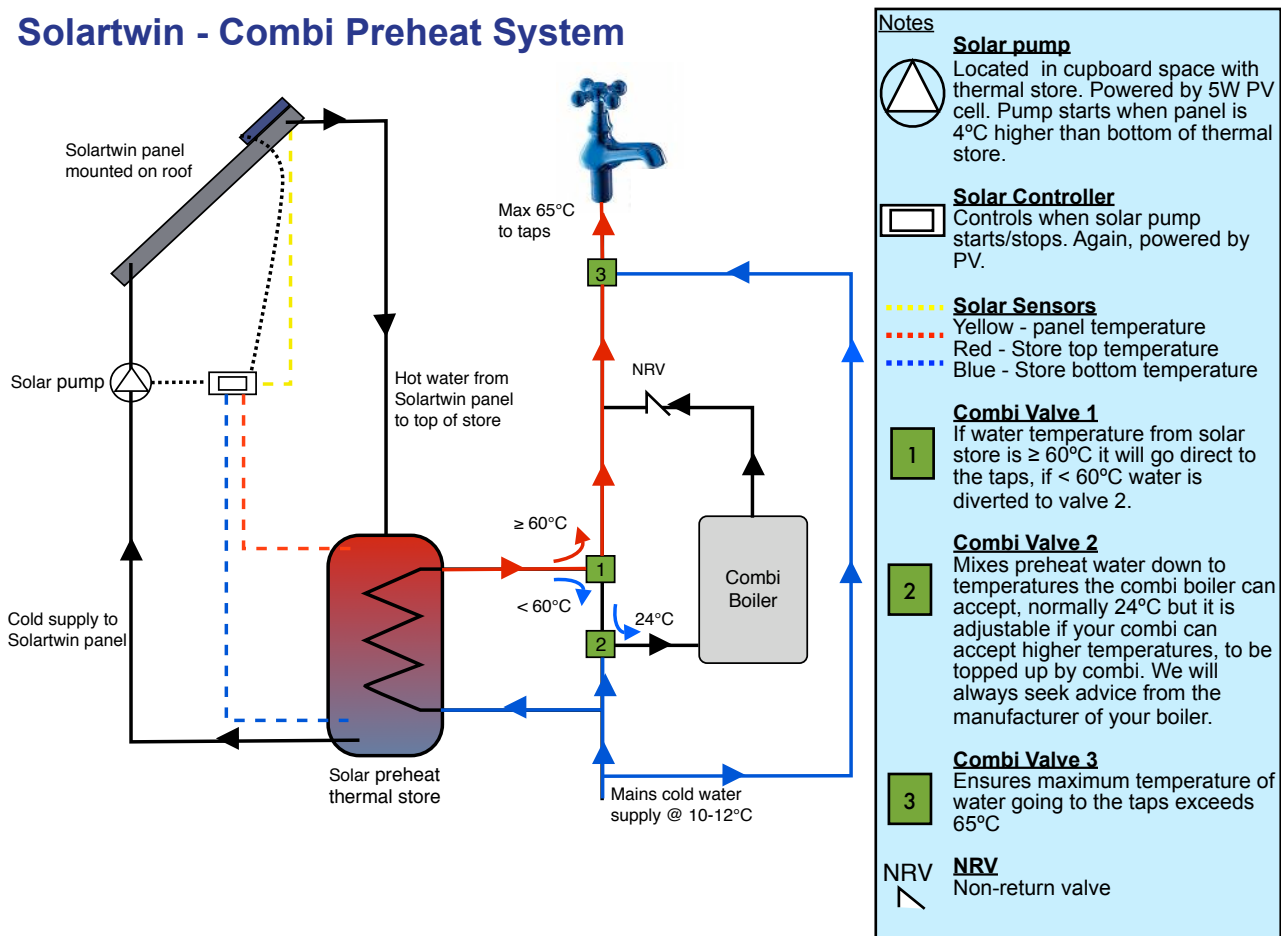 Solartwin - Combi Preheat System
Solartwin panel
mounted on roof
Max 65°C
to taps
3
Solar pump
Hot water from
Solartwin panel
to top of store
NRV
≥ 60°C
1
< 60°C
24°C
2
Combi
Boiler
Cold supply to
Solartwin panel
Solar preheat
thermal store
Mains cold water
supply @ 10-12°C
Notes
Solar pump
Located in cupboard space with
thermal store. Powered by 5W PV
cell. Pump starts when panel is
4ºC higher than bottom of thermal
store.
Solar Controller
Controls when solar pump
starts/stops. Again, powered by
PV.
Solar Sensors
Yellow - panel temperature
Red - Store top temperature
Blue - Store bottom temperature
Combi Valve 1
1
If water temperature from solar
store is ≥ 60ºC it will go direct to
the taps, if < 60ºC water is
diverted to valve 2.
Combi Valve 2
2
Mixes preheat water down to
temperatures the combi boiler can
accept, normally 24ºC but it is
adjustable if your combi can
accept higher temperatures, to be
topped up by combi. We will
always seek advice from the
manufacturer of your boiler.
Combi Valve 3
3
Ensures maximum temperature of
water going to the taps exceeds
65ºC
NRV
NRV
Non-return valve